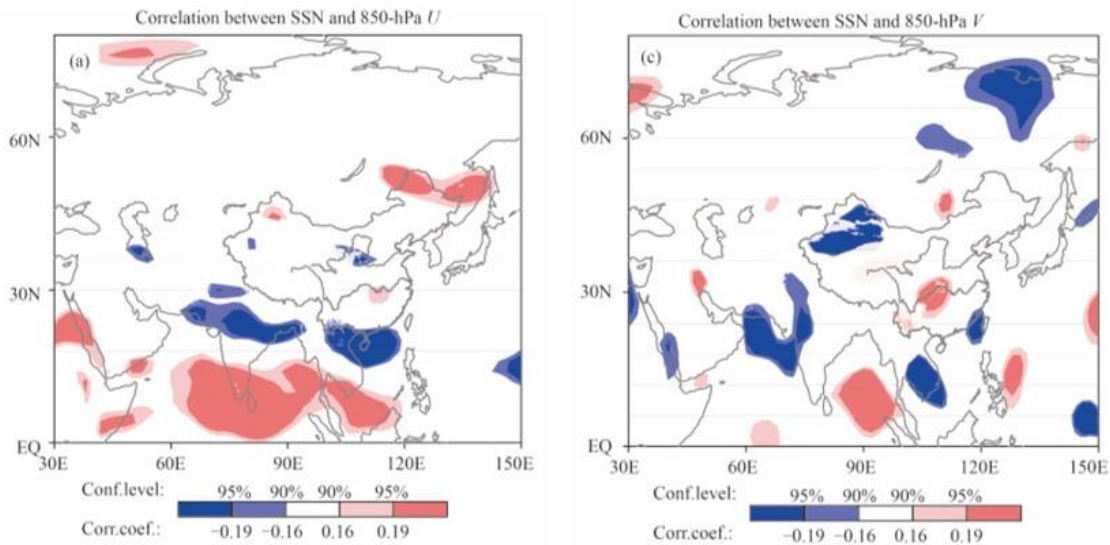 Correlation between SSN and 850-hPa U
(a)
60N
30N
EQ
30E 60E 90E 120E 150E
Conf.level: 95% 90% 90% 95%
Corr.coef.: −0.19 −0.16 0.16 0.19
Correlation between SSN and 850-hPa V
(c)
60N
30N
EQ
30E 60E 90E 120E 150E
Conf.level: 95% 90% 90% 95%
Corr.coef.: −0.19 −0.16 0.16 0.19